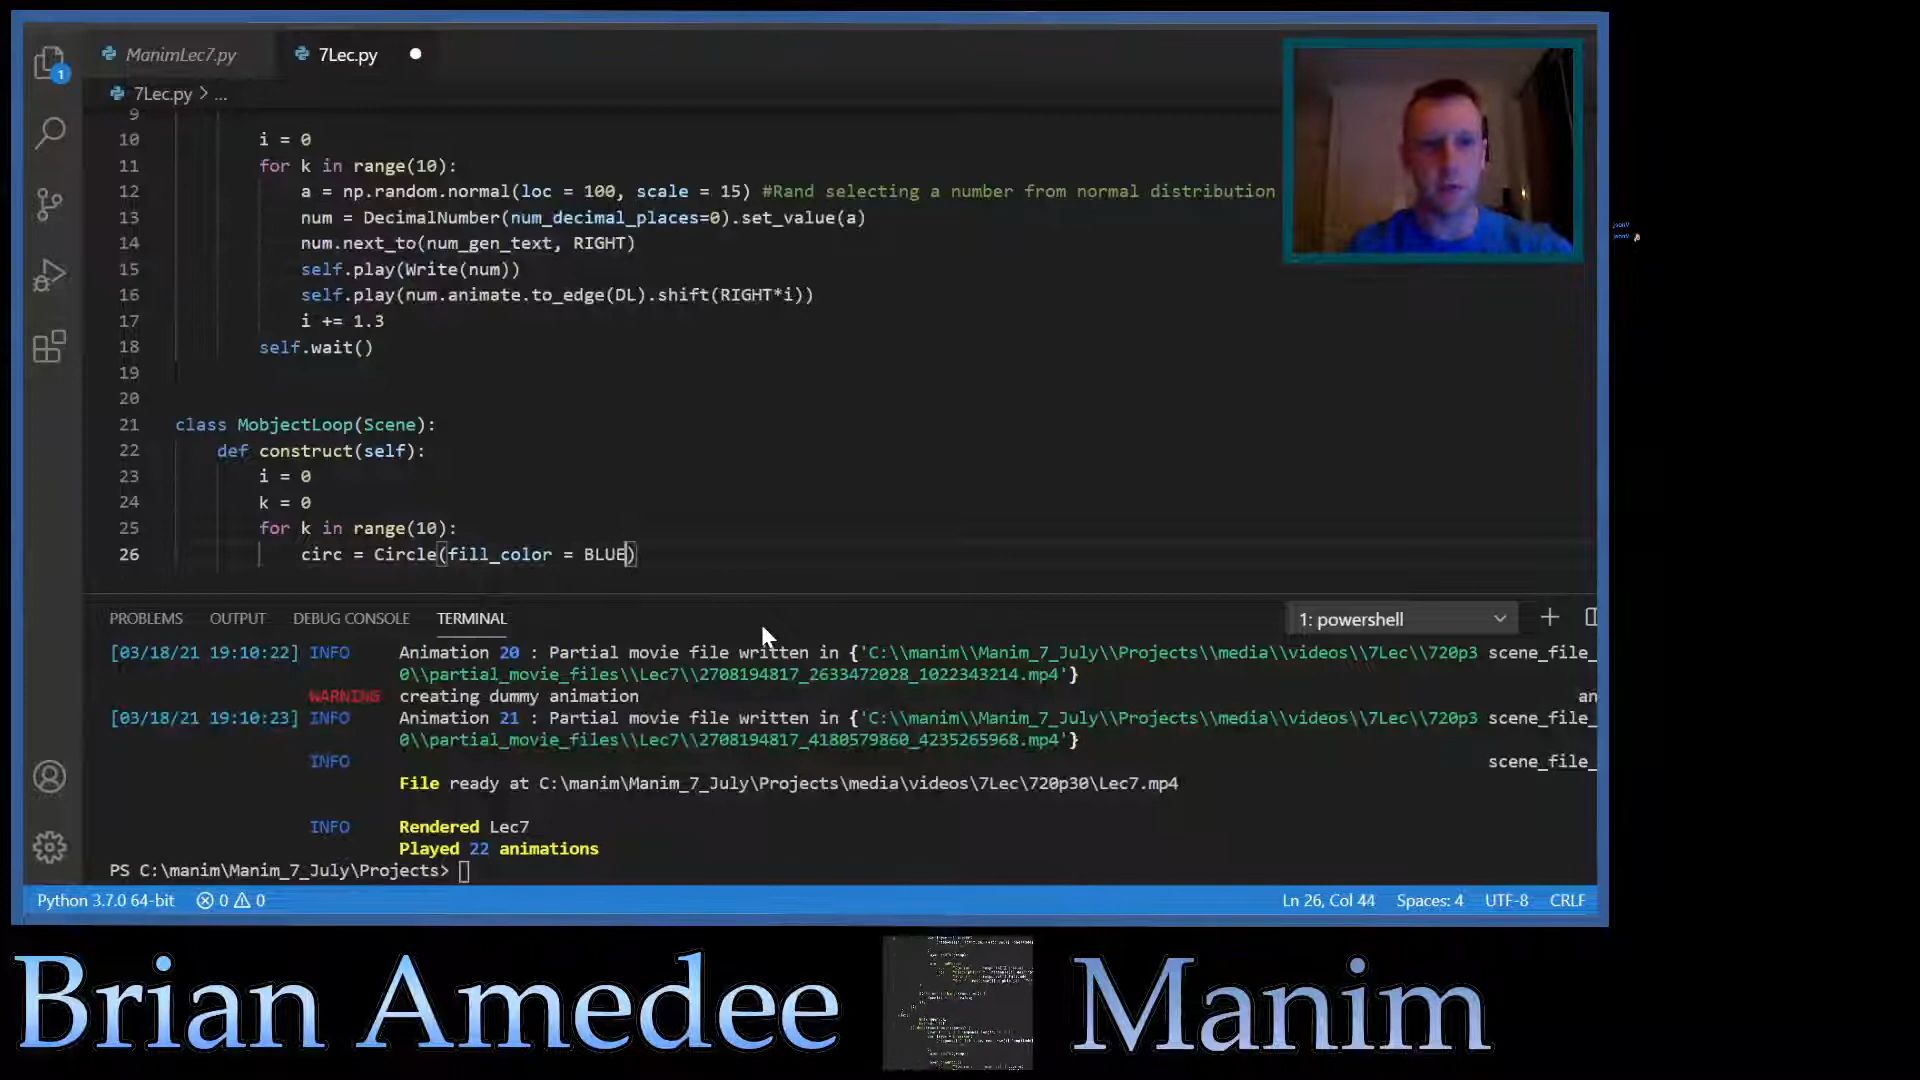 ManimLec7.py
7Lec.py
1
7Lec.py > ...
9
10 i = 0
11 for k in range(10):
12 a = np.random.normal(loc = 100, scale = 15) #Rand selecting a number from normal distribution
13 num = DecimalNumber(num_decimal_places=0).set_value(a)
14 num.next_to(num_gen_text, RIGHT)
15 self.play(Write(num))
16 self.play(num.animate.to_edge(DL).shift(RIGHT*i))
17 i += 1.3
18 self.wait()
19
20
21 class MobjectLoop(Scene):
22 def construct(self):
23 i = 0
24 k = 0
25 for k in range(10):
26 circ = Circle(fill_color = BLUE)
PROBLEMS OUTPUT DEBUG CONSOLE TERMINAL 1: powershell
[03/18/21 19:10:22] INFO Animation 20 : Partial movie file written in {'C:\\manim\\Manim_7_July\\Projects\\media\\videos\\7Lec\\720p3 scene_file_
0\\partial_movie_files\\Lec7\\2708194817_2633472028_1022343214.mp4'}
WARNING creating dummy animation an
[03/18/21 19:10:23] INFO Animation 21 : Partial movie file written in {'C:\\manim\\Manim_7_July\\Projects\\media\\videos\\7Lec\\720p3 scene_file_
0\\partial_movie_files\\Lec7\\2708194817_4180579860_4235265968.mp4'}
INFO scene_file_
File ready at C:\manim\Manim_7_July\Projects\media\videos\7Lec\720p30\Lec7.mp4
INFO Rendered Lec7
Played 22 animations
PS C:\manim\Manim_7_July\Projects>
Python 3.7.0 64-bit 0 0 Ln 26, Col 44 Spaces: 4 UTF-8 CRLF
Brian Amedee Manim